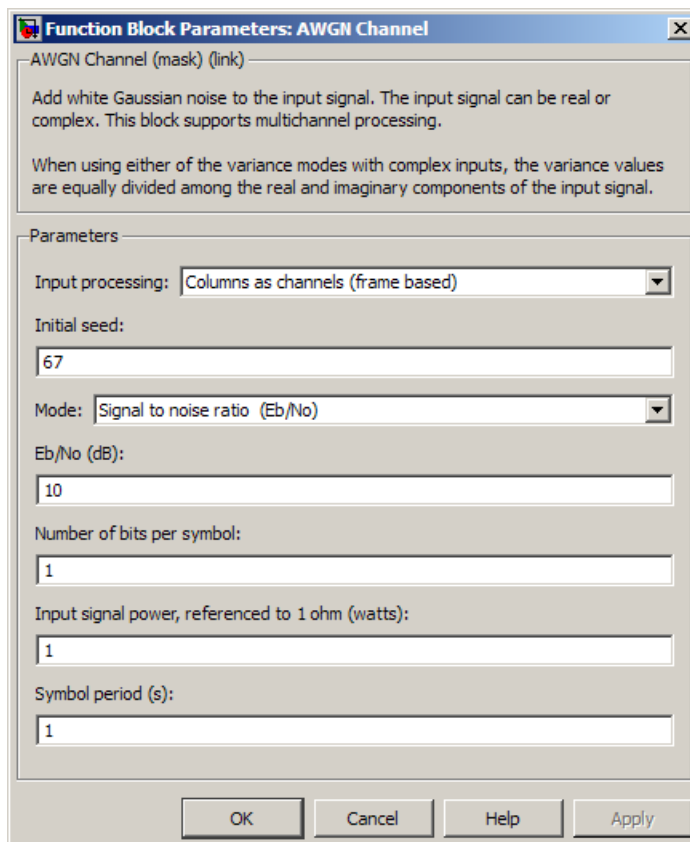 Function Block Parameters: AWGN Channel
AWGN Channel (mask) (link)
Add white Gaussian noise to the input signal. The input signal can be real or
complex. This block supports multichannel processing.
When using either of the variance modes with complex inputs, the variance values
are equally divided among the real and imaginary components of the input signal.
Parameters
Input processing: Columns as channels (frame based)
Initial seed:
67
Mode: Signal to noise ratio  (Eb/No)
Eb/No (dB):
10
Number of bits per symbol:
1
Input signal power, referenced to 1 ohm (watts):
1
Symbol period (s):
1
OK Cancel Help Apply